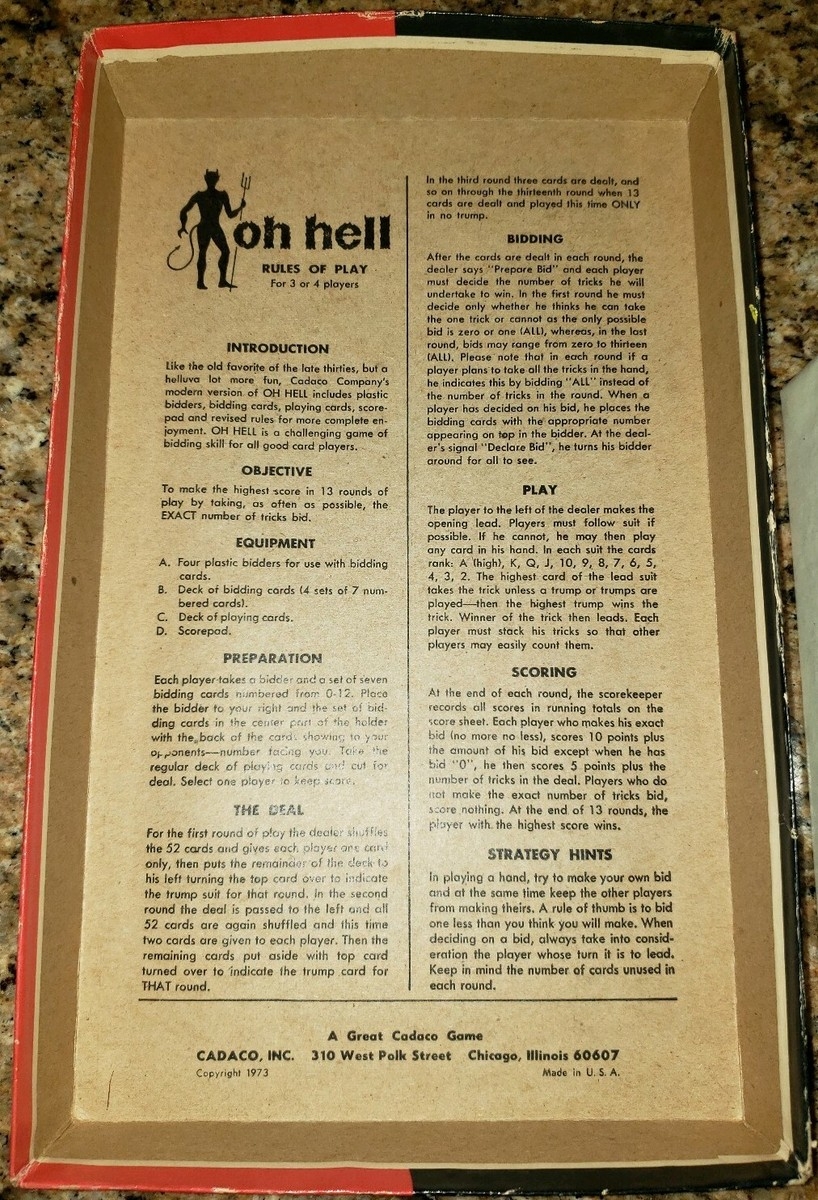 oh hell
RULES OF PLAY
For 3 or 4 players
INTRODUCTION
Like the old favorite of the late thirties, but a
helluva lot more fun, Cadaco Company's
modern version of OH HELL includes plastic
bidders, bidding cards, playing cards, score-
pad and revised rules for more complete en-
joyment. OH HELL is a challenging game of
bidding skill for all good card players.
OBJECTIVE
To make the highest score in 13 rounds of
play by taking, as often as possible, the
EXACT number of tricks bid.
EQUIPMENT
A. Four plastic bidders for use with bidding
cards.
B. Deck of bidding cards (4 sets of 7 num-
bered cards).
C. Deck of playing cards.
D. Scorepad.
PREPARATION
Each player takes a bidder and a set of seven
bidding cards numbered from 0-12. Place
the bidder to your right and the set of bid-
ding cards in the center part of the holder
with the back of the cards showing to your
opponents—number facing you. Take the
regular deck of playing cards and cut for
deal. Select one player to keep score.
THE DEAL
For the first round of play the dealer shuffles
the 52 cards and gives each player one card
only, then puts the remainder of the deck to
his left turning the top card over to indicate
the trump suit for that round. In the second
round the deal is passed to the left and all
52 cards are again shuffled and this time
two cards are given to each player. Then the
remaining cards put aside with top card
turned over to indicate the trump card for
THAT round.
In the third round three cards are dealt, and
so on through the thirteenth round when 13
cards are dealt and played this time ONLY
in no trump.
BIDDING
After the cards are dealt in each round, the
dealer says "Prepare Bid" and each player
must decide the number of tricks he will
undertake to win. In the first round he must
decide only whether he thinks he can take
the one trick or cannot as the only possible
bid is zero or one (ALL), whereas, in the last
round, bids may range from zero to thirteen
(ALL). Please note that in each round if a
player plans to take all the tricks in the hand,
he indicates this by bidding "ALL" instead of
the number of tricks in the round. When a
player has decided on his bid, he places the
bidding cards with the appropriate number
appearing on top in the bidder. At the deal-
er's signal "Declare Bid", he turns his bidder
around for all to see.
PLAY
The player to the left of the dealer makes the
opening lead. Players must follow suit if
possible. If he cannot, he may then play
any card in his hand. In each suit the cards
rank: A (high), K, Q, J, 10, 9, 8, 7, 6, 5,
4, 3, 2. The highest card of the lead suit
takes the trick unless a trump or trumps are
played—then the highest trump wins the
trick. Winner of the trick then leads. Each
player must stack his tricks so that other
players may easily count them.
SCORING
At the end of each round, the scorekeeper
records all scores in running totals on the
score sheet. Each player who makes his exact
bid (no more no less), scores 10 points plus
the amount of his bid except when he has
bid "0", he then scores 5 points plus the
number of tricks in the deal. Players who do
not make the exact number of tricks bid,
score nothing. At the end of 13 rounds, the
player with the highest score wins.
STRATEGY HINTS
In playing a hand, try to make your own bid
and at the same time keep the other players
from making theirs. A rule of thumb is to bid
one less than you think you will make. When
deciding on a bid, always take into consid-
eration the player whose turn it is to lead.
Keep in mind the number of cards unused in
each round.
A Great Cadaco Game
CADACO, INC. 310 West Polk Street Chicago, Illinois 60607
Copyright 1973 Made in U. S. A.